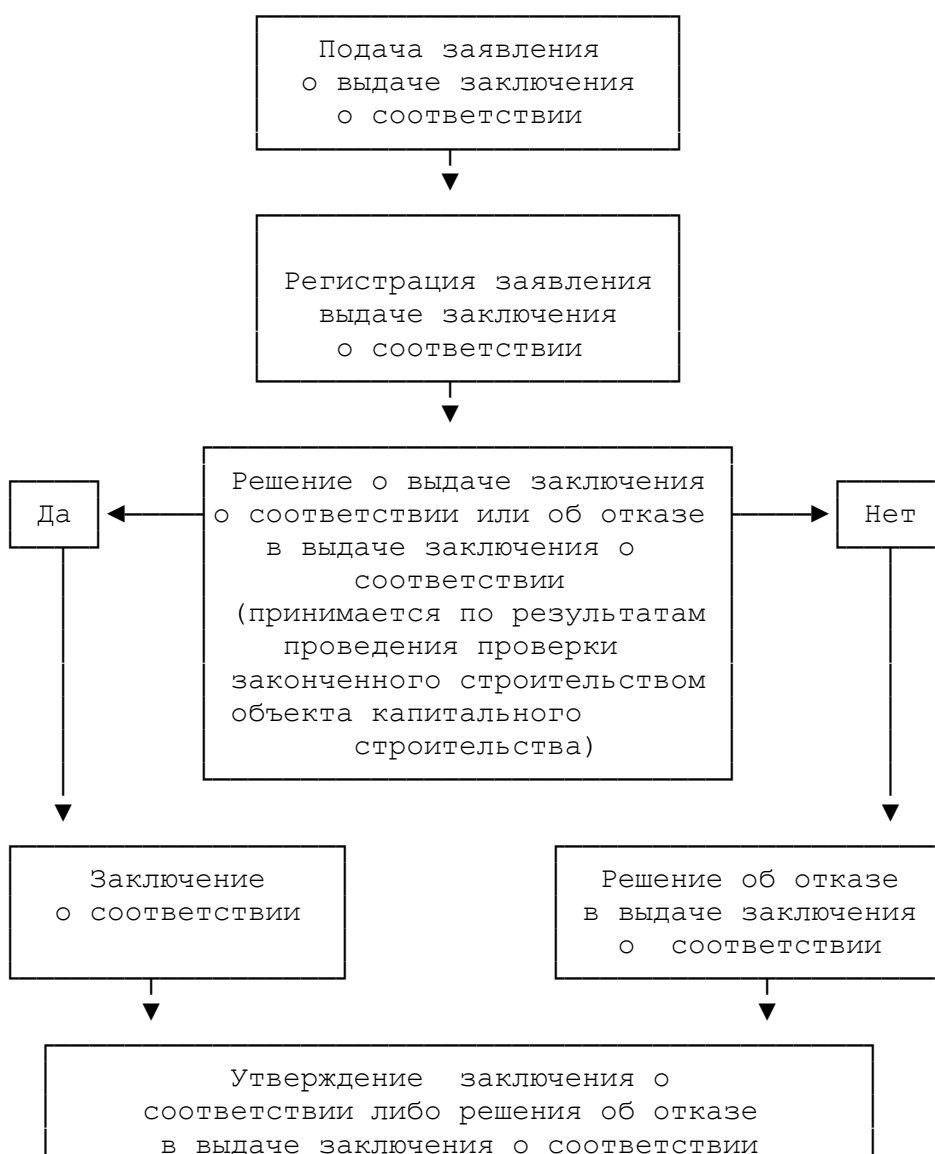 Подача заявления
о выдаче заключения
о соответствии
Регистрация заявления
выдаче заключения
о соответствии
Решение о выдаче заключения
о соответствии или об отказе
в выдаче заключения о
соответствии
(принимается по результатам
проведения проверки
законченного строительством
объекта капитального
строительства)
Да
Нет
Заключение
о соответствии
Решение об отказе
в выдаче заключения
о соответствии
Утверждение заключения о
соответствии либо решения об отказе
в выдаче заключения о соответствии